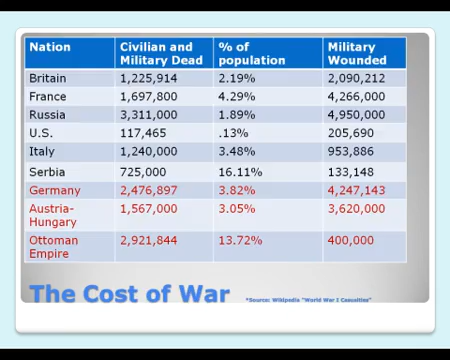 Nation | Civilian and Military Dead | % of population | Military Wounded
Britain | 1,225,914 | 2.19% | 2,090,212
France | 1,697,800 | 4.29% | 4,266,000
Russia | 3,311,000 | 1.89% | 4,950,000
U.S. | 117,465 | .13% | 205,690
Italy | 1,240,000 | 3.48% | 953,886
Serbia | 725,000 | 16.11% | 133,148
Germany | 2,476,897 | 3.82% | 4,247,143
Austria-Hungary | 1,567,000 | 3.05% | 3,620,000
Ottoman Empire | 2,921,844 | 13.72% | 400,000
The Cost of War
*Source: Wikipedia "World War I Casualties"